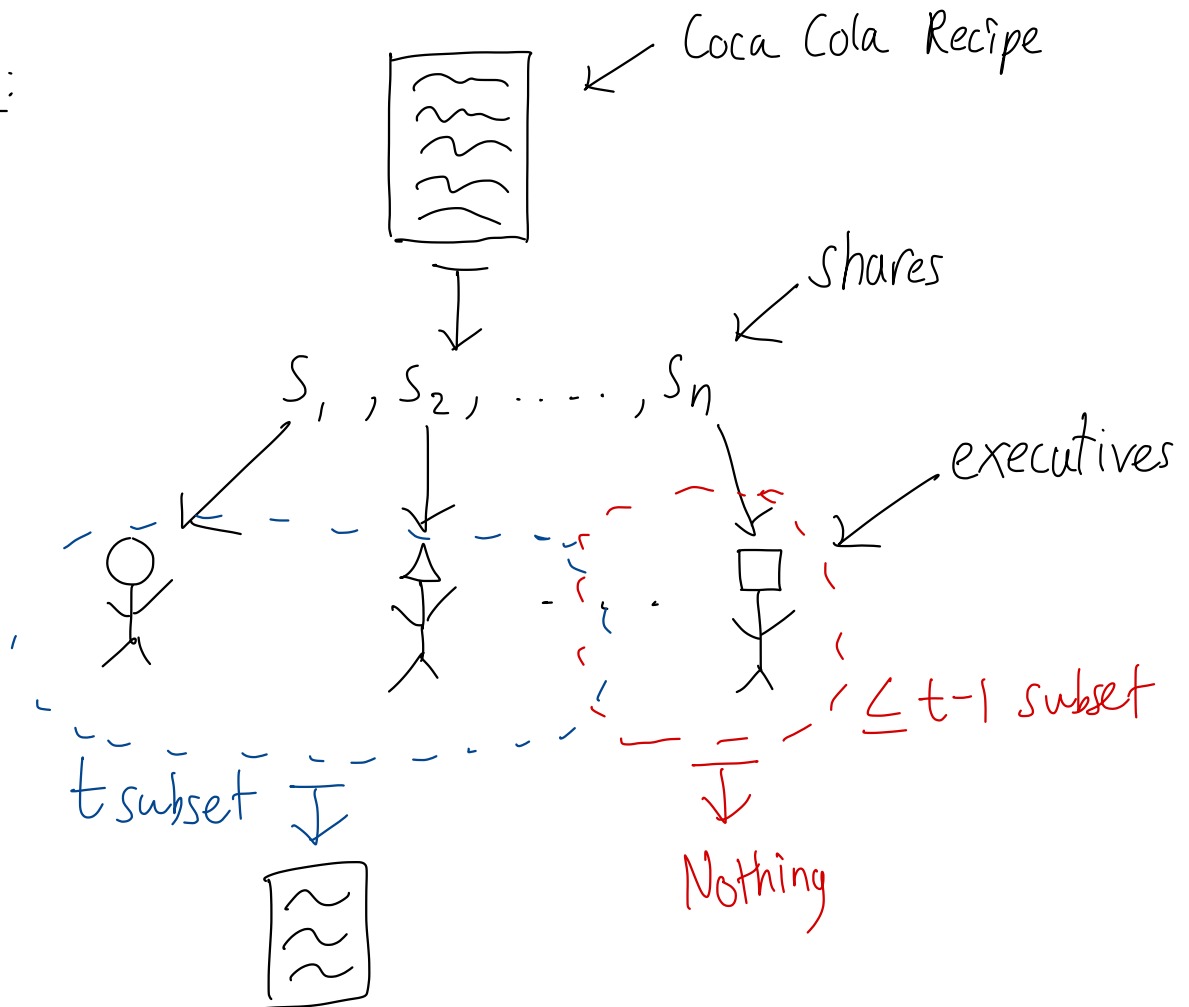 Coca Cola Recipe
shares
S1, S2, ....., Sn
executives
≤ t-1 subset
t subset
Nothing